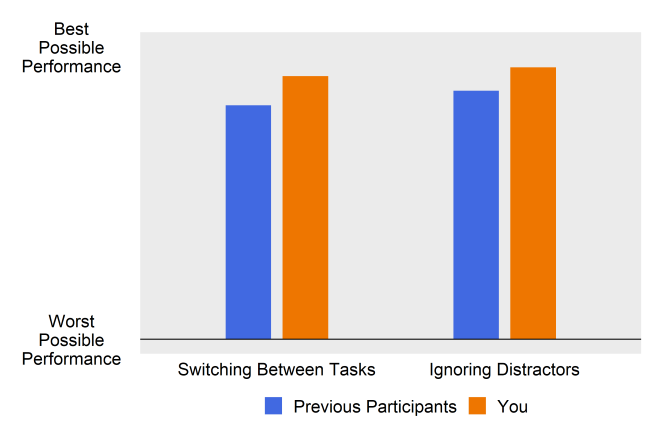 Best
Possible
Performance
Worst
Possible
Performance
Switching Between Tasks
Ignoring Distractors
Previous Participants
You